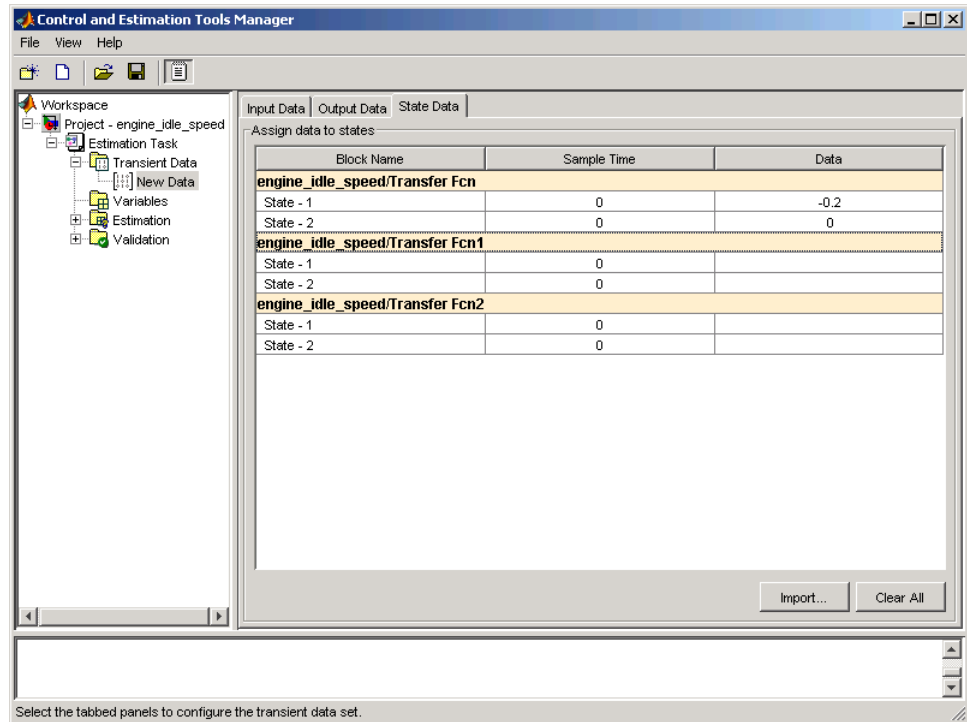 Control and Estimation Tools Manager
File View Help
Workspace
Project - engine_idle_speed
Estimation Task
Transient Data
New Data
Variables
Estimation
Validation
Input Data Output Data State Data
Assign data to states
Block Name Sample Time Data
engine_idle_speed/Transfer Fcn
State - 1 0 -0.2
State - 2 0 0
engine_idle_speed/Transfer Fcn1
State - 1 0
State - 2 0
engine_idle_speed/Transfer Fcn2
State - 1 0
State - 2 0
Import... Clear All
Select the tabbed panels to configure the transient data set.